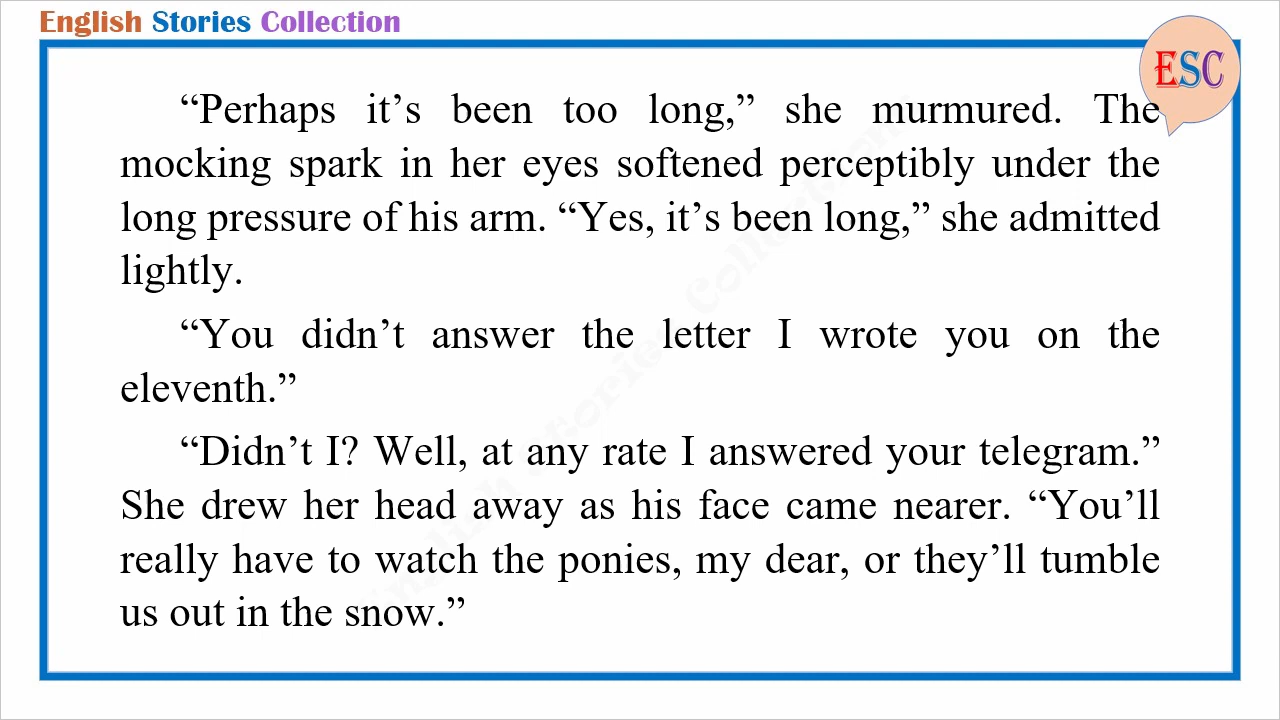 English Stories Collection
ESC
“Perhaps it’s been too long,” she murmured. The
mocking spark in her eyes softened perceptibly under the
long pressure of his arm. “Yes, it’s been long,” she admitted
lightly.
“You didn’t answer the letter I wrote you on the
eleventh.”
“Didn’t I? Well, at any rate I answered your telegram.”
She drew her head away as his face came nearer. “You’ll
really have to watch the ponies, my dear, or they’ll tumble
us out in the snow.”
English Stories Collection